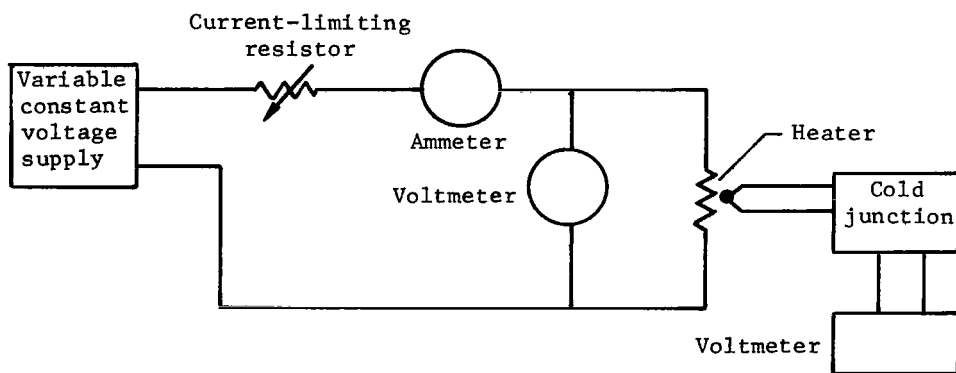 Current-limiting
resistor
Variable
constant
voltage
supply
Ammeter
Heater
Voltmeter
Cold
junction
Voltmeter